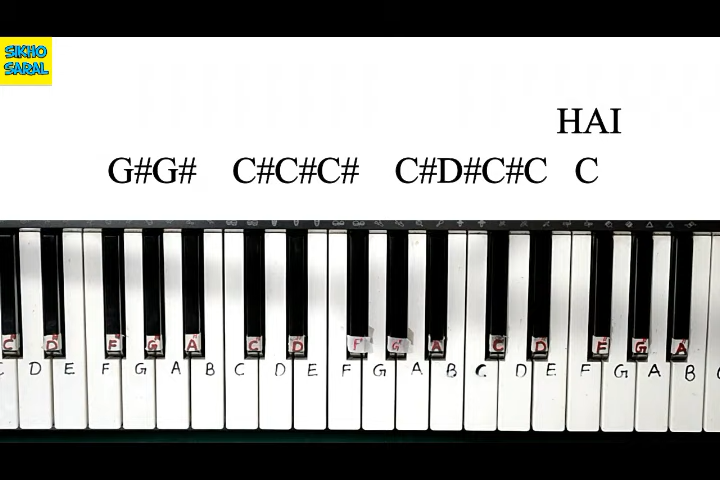 SIKHO
SARAL
HAI
G#G# C#C#C# C#D#C#C C
C# D# F# G# A# C# D# F# G# A# C# D# F# G# A#
C D E F G A B C D E F G A B C D E F G A B C